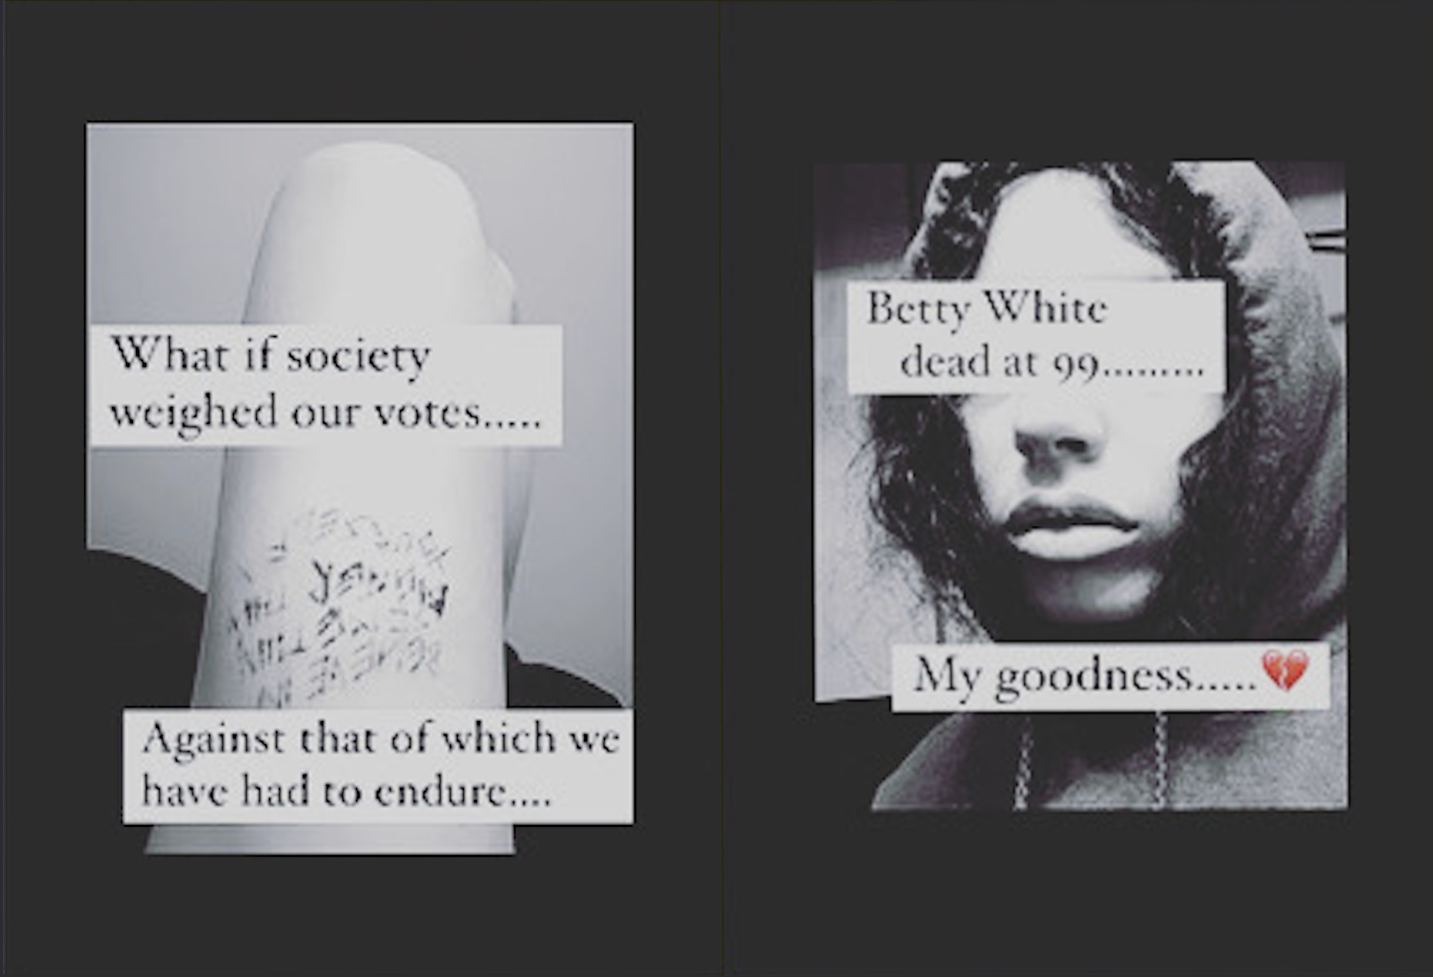 What if society
weighed our votes.....
Against that of which we
have had to endure....
Betty White
dead at 99.........
My goodness.....💔